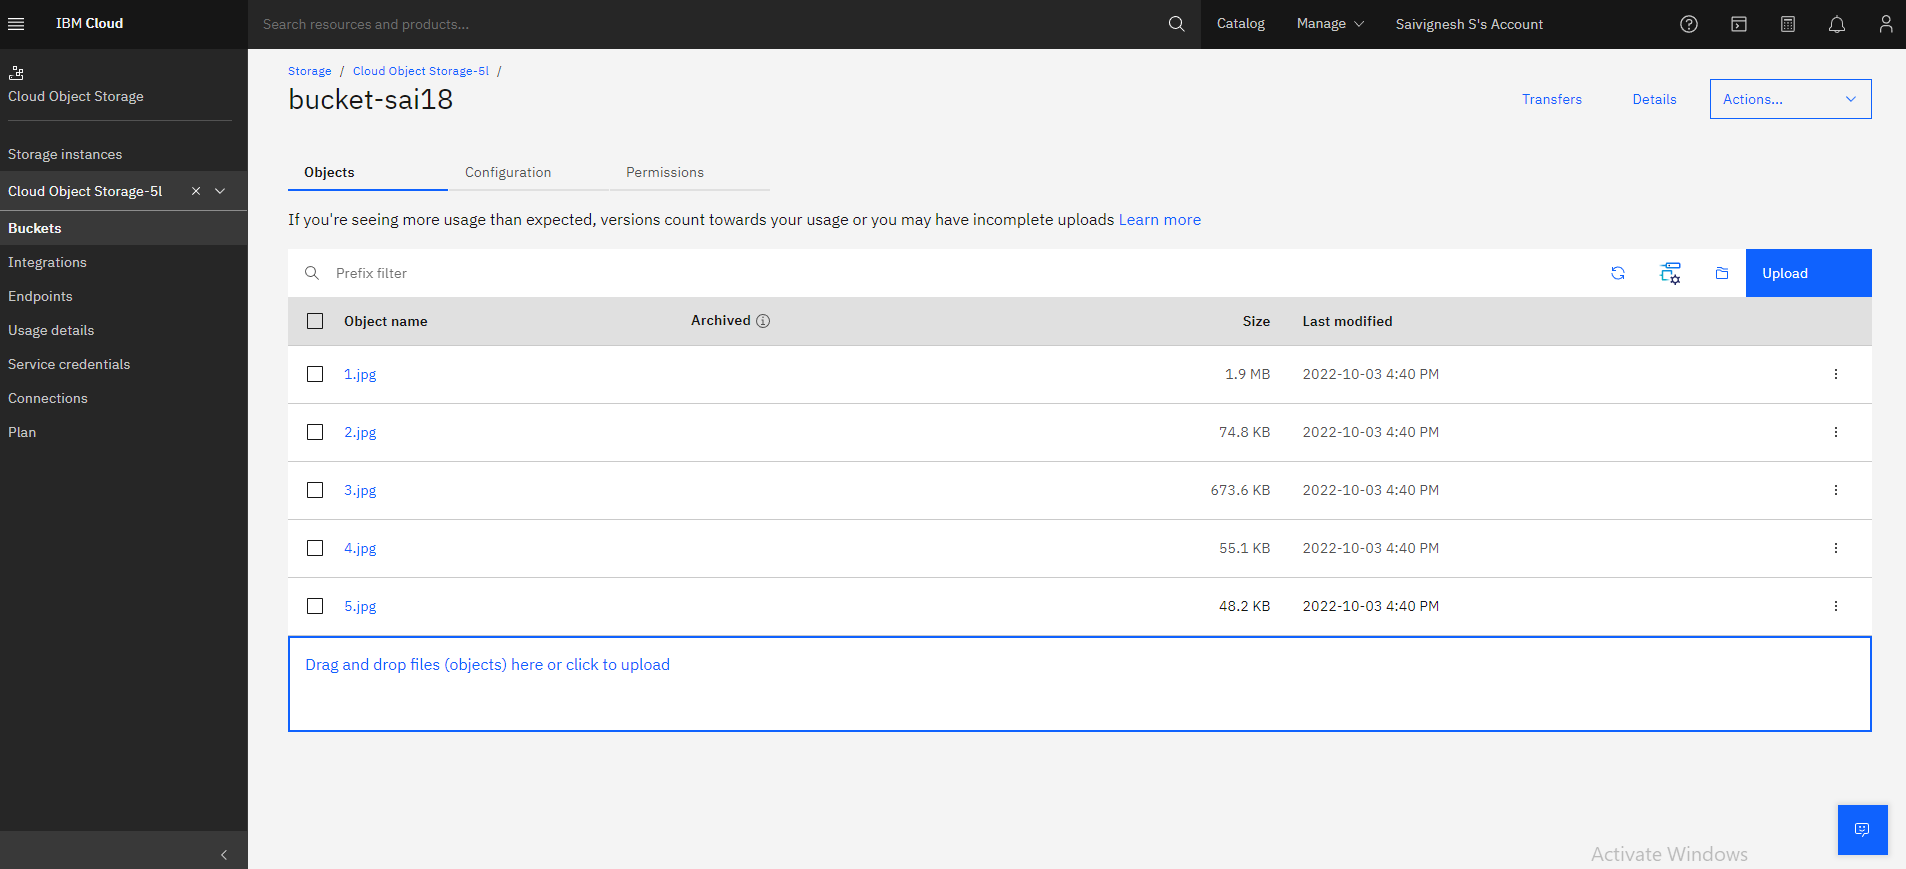 IBM Cloud
Search resources and products...
Catalog
Manage
Saivignesh S's Account
Cloud Object Storage
Storage instances
Cloud Object Storage-5l
Buckets
Integrations
Endpoints
Usage details
Service credentials
Connections
Plan
Storage / Cloud Object Storage-5l /
bucket-sai18
Transfers
Details
Actions...
Objects
Configuration
Permissions
If you're seeing more usage than expected, versions count towards your usage or you may have incomplete uploads Learn more
Prefix filter
Upload
Object name Archived Size Last modified
1.jpg 1.9 MB 2022-10-03 4:40 PM
2.jpg 74.8 KB 2022-10-03 4:40 PM
3.jpg 673.6 KB 2022-10-03 4:40 PM
4.jpg 55.1 KB 2022-10-03 4:40 PM
5.jpg 48.2 KB 2022-10-03 4:40 PM
Drag and drop files (objects) here or click to upload
Activate Windows